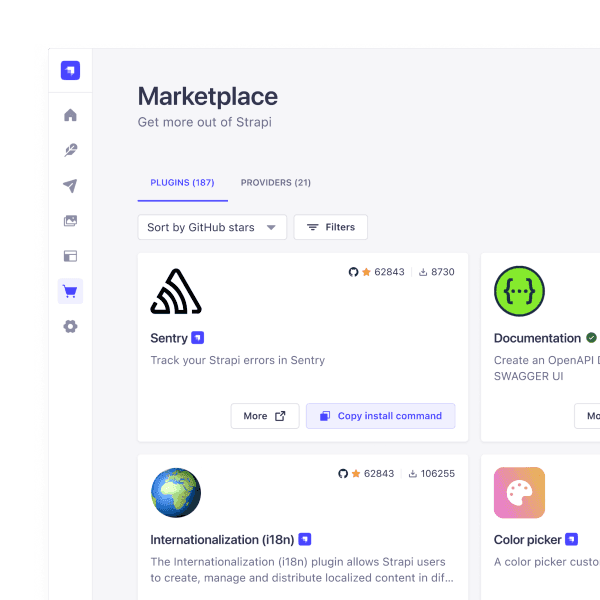 Marketplace
Get more out of Strapi
PLUGINS (187)
PROVIDERS (21)
Sort by GitHub stars
Filters
62843
8730
Sentry
Track your Strapi errors in Sentry
More
Copy install command
{···}
Documentation
Create an OpenAPI D
SWAGGER UI
Mo
62843
106255
Internationalization (i18n)
The Internationalization (i18n) plugin allows Strapi users
to create, manage and distribute localized content in dif...
Color picker
A color picker custo